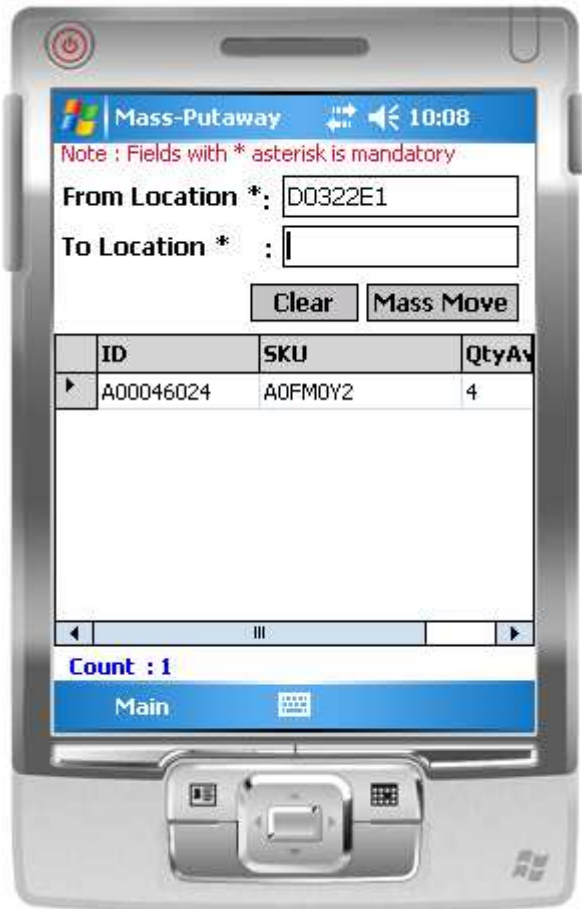 Mass-Putaway 10:08
Note : Fields with * asterisk is mandatory
From Location *: D0322E1
To Location * :
Clear Mass Move
ID SKU QtyAv
A00046024 A0FM0Y2 4
Count : 1
Main